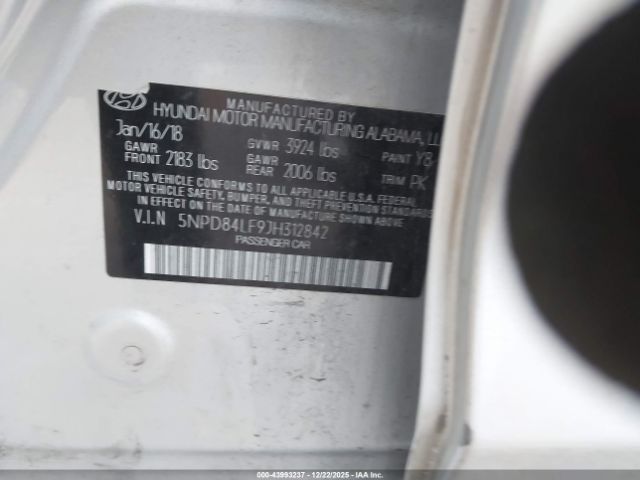 MANUFACTURED BY
HYUNDAI MOTOR MANUFACTURING ALABAMA, LL
Jan/16/18 GVWR 3924 lbs PAINT Y8
GAWR FRONT 2183 lbs GAWR REAR 2006 lbs TRIM PK
THIS VEHICLE CONFORMS TO ALL APPLICABLE U.S.A. FEDERAL
MOTOR VEHICLE SAFETY, BUMPER, AND THEFT PREVENTION
STANDARDS IN EFFECT ON THE DATE OF MANUFACTURE SHOWN ABOVE.
V.I.N 5NPD84LF9JH312842
PASSENGER CAR
000-43993237 - 12/22/2025 - IAAI Inc.